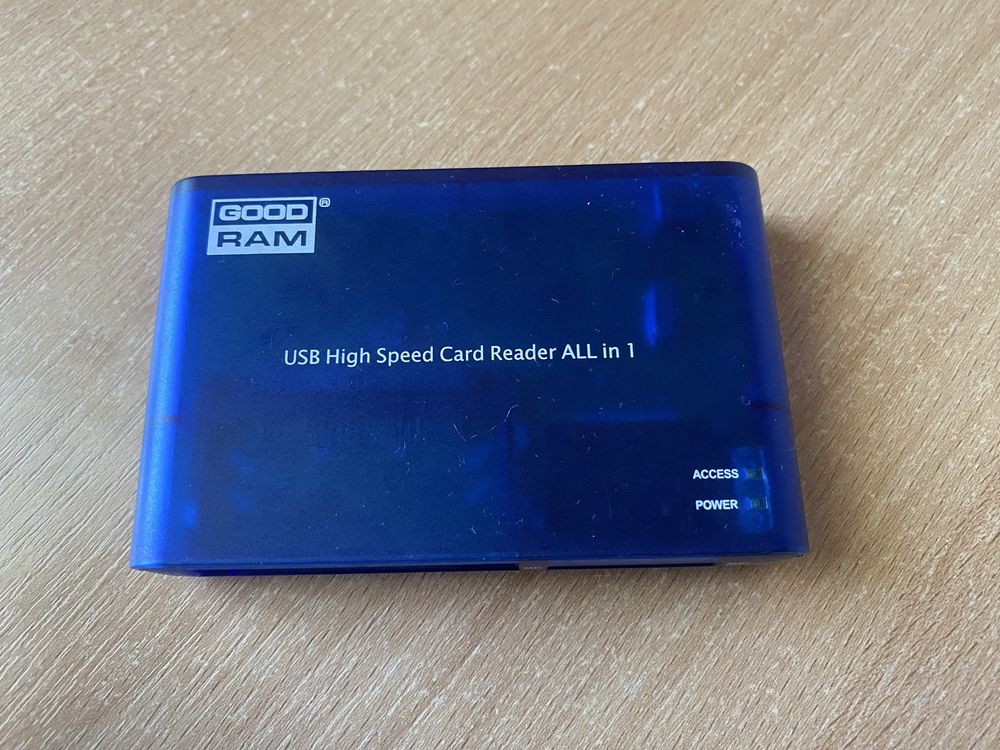 GOOD®
RAM
USB High Speed Card Reader ALL in 1
ACCESS
POWER